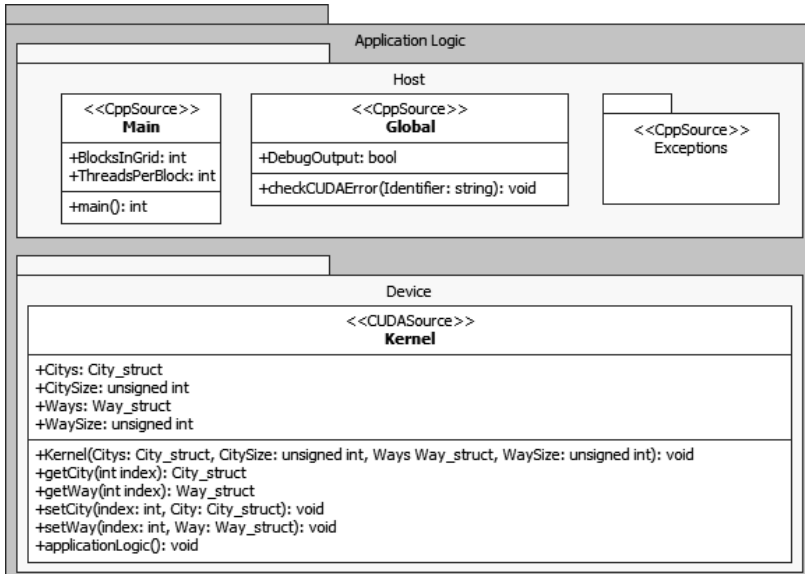 Application Logic
Host
<<CppSource>>
Main
+BlocksInGrid: int
+ThreadsPerBlock: int
+main(): int
<<CppSource>>
Global
+DebugOutput: bool
+checkCUDAError(Identifier: string): void
<<CppSource>>
Exceptions
Device
<<CUDASource>>
Kernel
+Citys: City_struct
+CitySize: unsigned int
+Ways: Way_struct
+WaySize: unsigned int
+Kernel(Citys: City_struct, CitySize: unsigned int, Ways Way_struct, WaySize: unsigned int): void
+getCity(int index): City_struct
+getWay(int index): Way_struct
+setCity(index: int, City: City_struct): void
+setWay(index: int, Way: Way_struct): void
+applicationLogic(): void